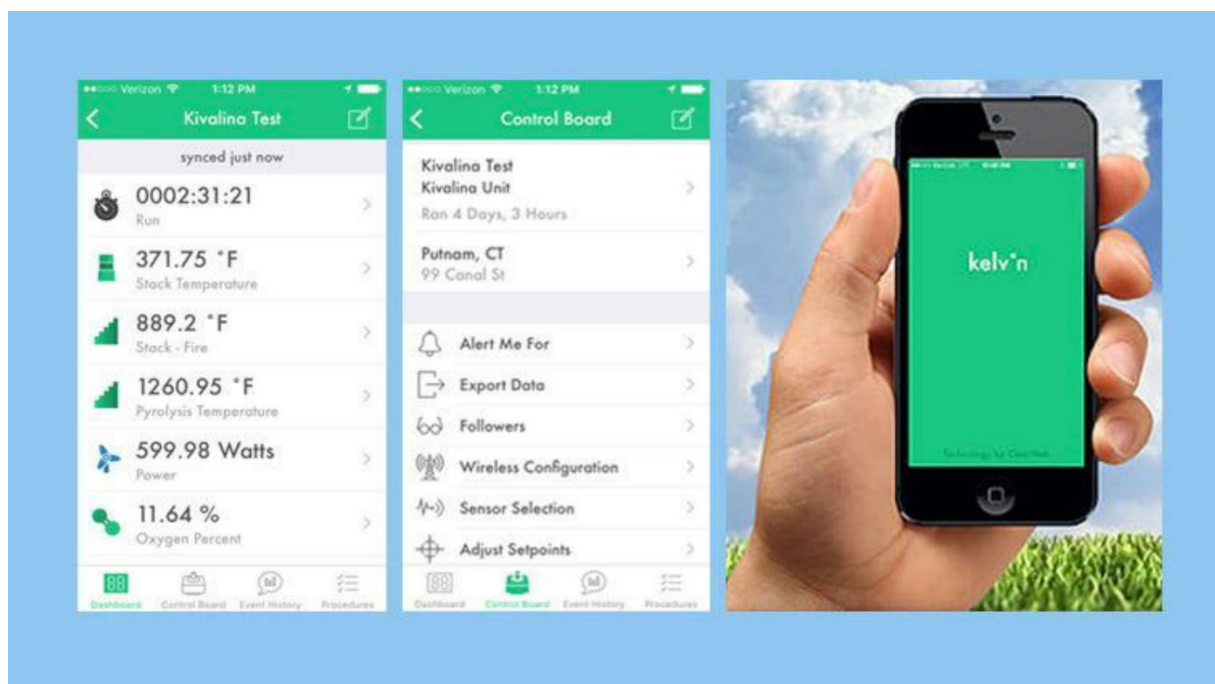 Verizon 1:12 PM
Kivalina Test
synced just now
0002:31:21
Run
371.75 °F
Stack Temperature
889.2 °F
Stack - Fire
1260.95 °F
Pyrolysis Temperature
599.98 Watts
Power
11.64 %
Oxygen Percent
88
Dashboard Control Board Event History Procedures
Verizon 1:12 PM
Control Board
Kivalina Test
Kivalina Unit
Ran 4 Days, 3 Hours
Putnam, CT
99 Canal St
Alert Me For
Export Data
Followers
Wireless Configuration
Sensor Selection
Adjust Setpoints
88
Dashboard Control Board Event History Procedures
kelv°n
Technology by